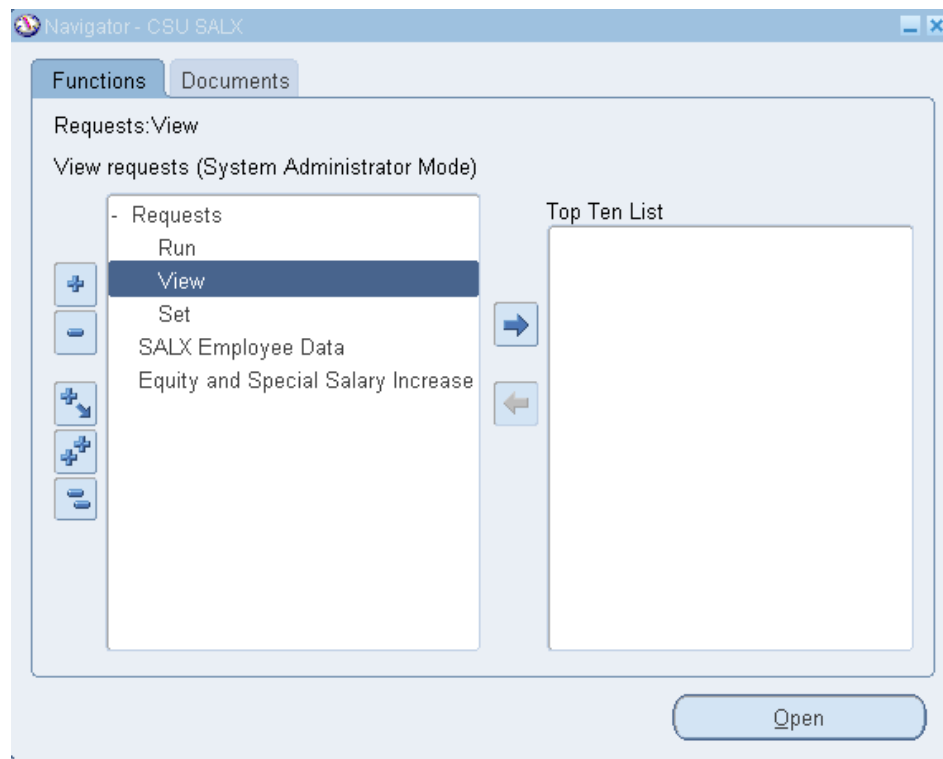 Navigator - CSU SALX
Functions
Documents
Requests:View
View requests (System Administrator Mode)
- Requests
Run
View
Set
SALX Employee Data
Equity and Special Salary Increase
Top Ten List
Open